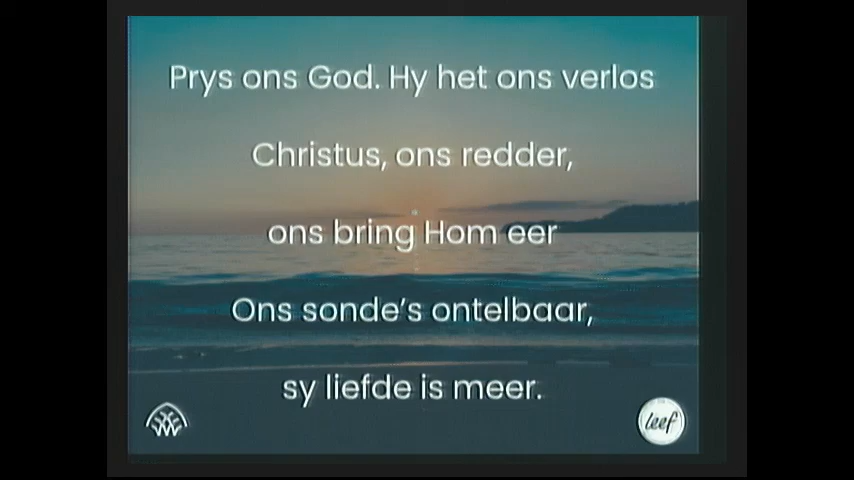 Prys ons God. Hy het ons verlos
Christus, ons redder,
ons bring Hom eer
Ons sonde’s ontelbaar,
sy liefde is meer.
leef